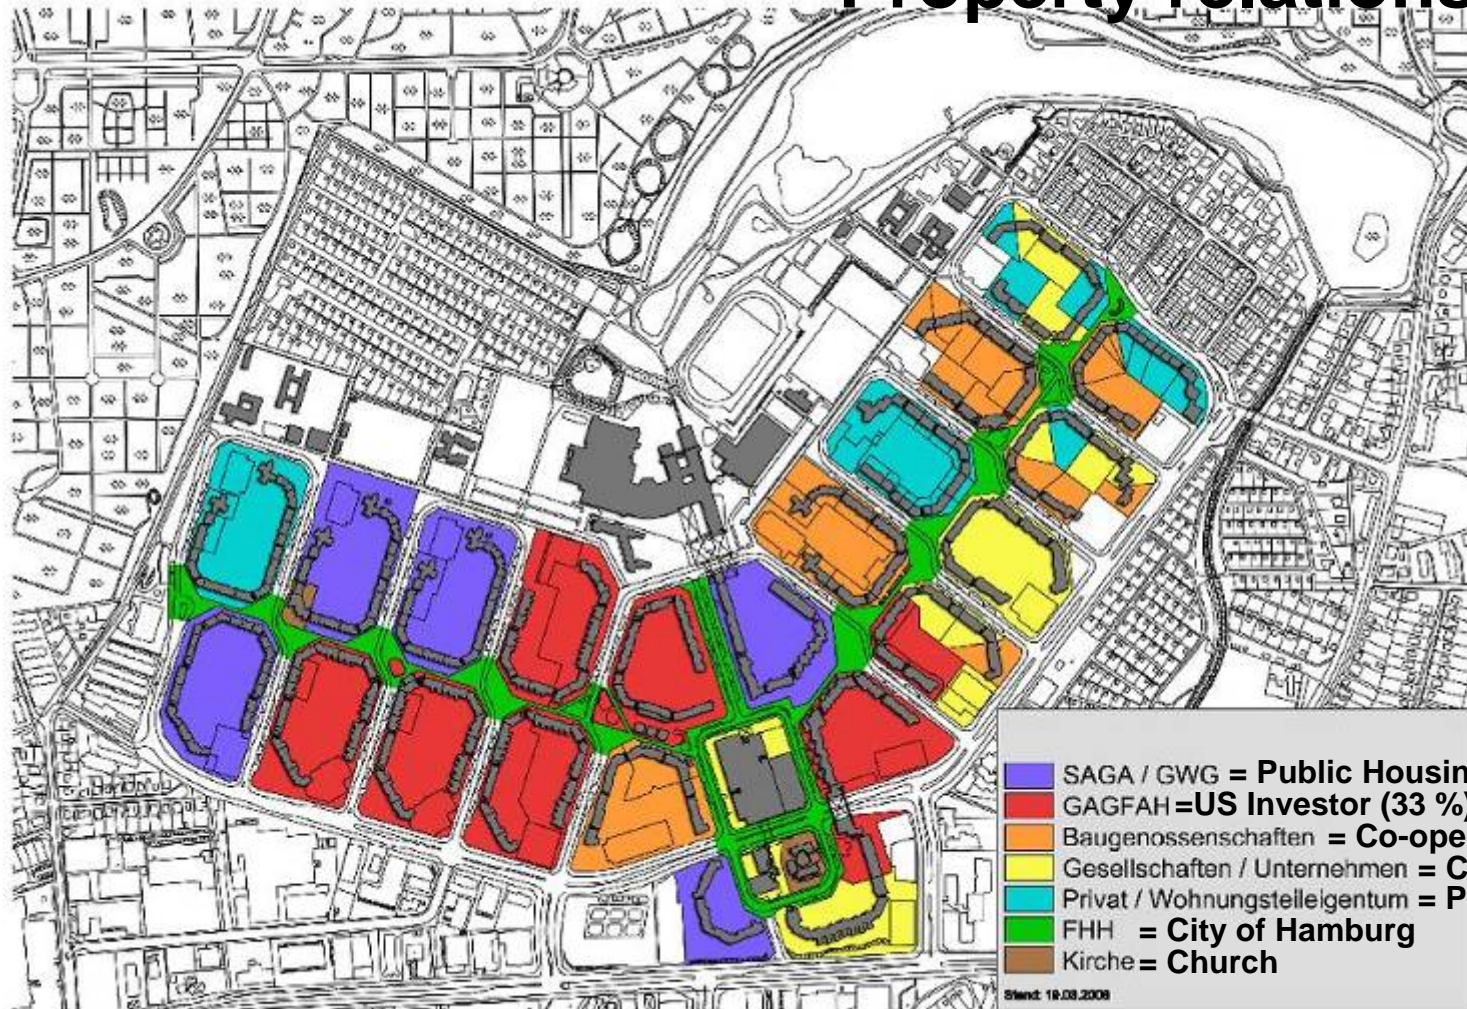 Property relations
SAGA / GWG = Public Housin
GAGFAH =US Investor (33 %)
Baugenossenschaften = Co-ope
Gesellschaften / Unternehmen = C
Privat / Wohnungsteileigentum = P
FHH = City of Hamburg
Kirche = Church
Stand: 19.03.2008